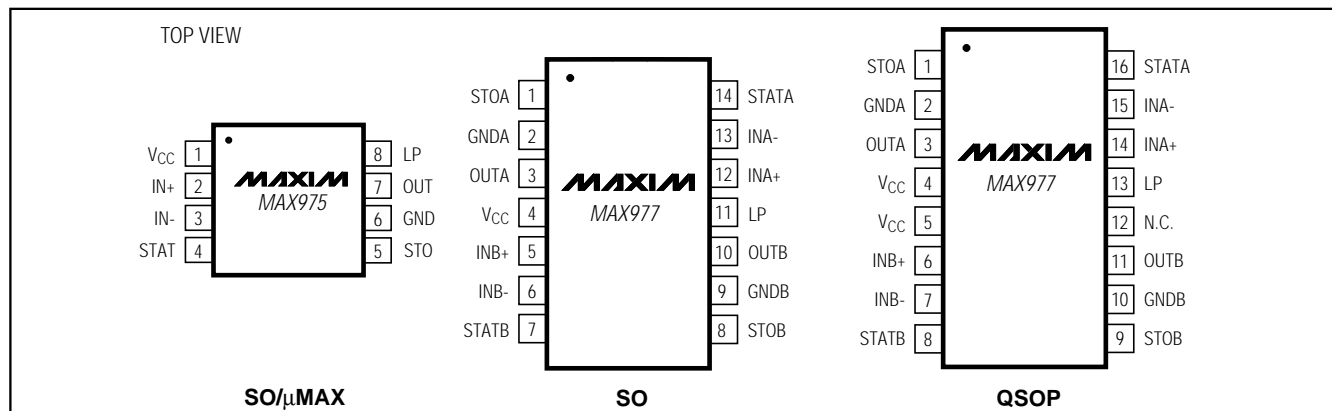 TOP VIEW
VCC 1
IN+ 2
IN- 3
STAT 4
8 LP
7 OUT
6 GND
5 STO
MAXIM
MAX975
SO/μMAX
STOA 1
GNDA 2
OUTA 3
VCC 4
INB+ 5
INB- 6
STATB 7
14 STATA
13 INA-
12 INA+
11 LP
10 OUTB
9 GNDB
8 STOB
MAXIM
MAX977
SO
STOA 1
GNDA 2
OUTA 3
VCC 4
VCC 5
INB+ 6
INB- 7
STATB 8
16 STATA
15 INA-
14 INA+
13 LP
12 N.C.
11 OUTB
10 GNDB
9 STOB
MAXIM
MAX977
QSOP